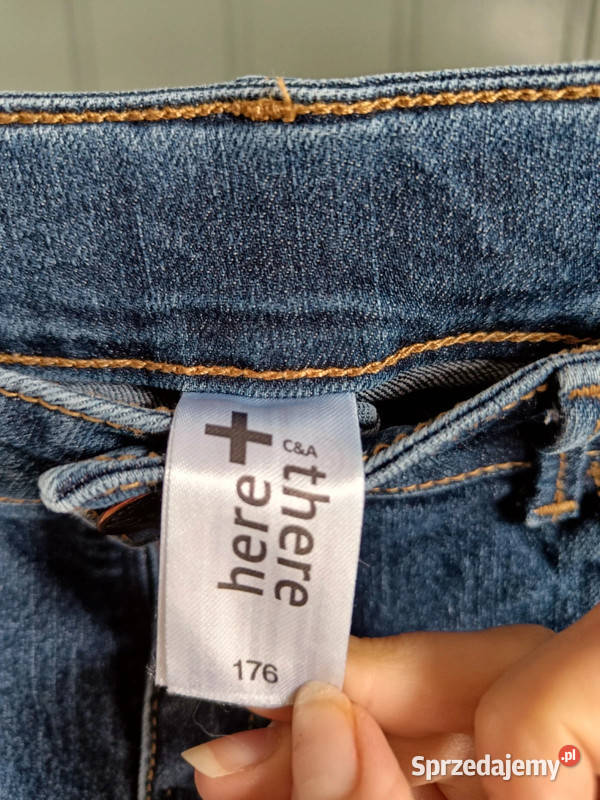 C&A
here + there
176
Sprzedajemy.pl